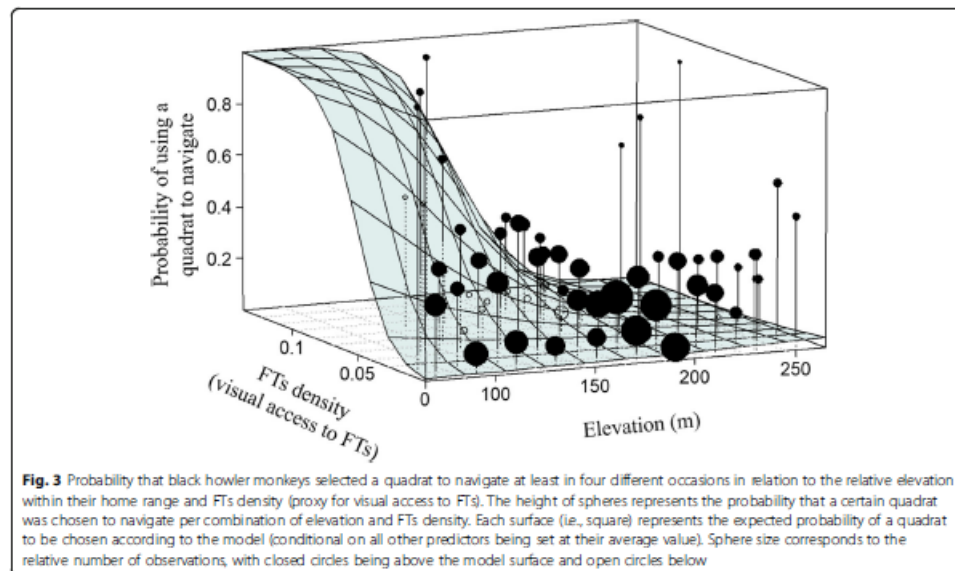 0.8
0.6
0.4
0.2
Probability of using a
quadrat to navigate
0.1
0.05
0
FTs density
(visual access to FTs)
100
150
200
250
Elevation (m)
Fig. 3 Probability that black howler monkeys selected a quadrat to navigate at least in four different occasions in relation to the relative elevation
within their home range and FTs density (proxy for visual access to FTs). The height of spheres represents the probability that a certain quadrat
was chosen to navigate per combination of elevation and FTs density. Each surface (i.e., square) represents the expected probability of a quadrat
to be chosen according to the model (conditional on all other predictors being set at their average value). Sphere size corresponds to the
relative number of observations, with closed circles being above the model surface and open circles below